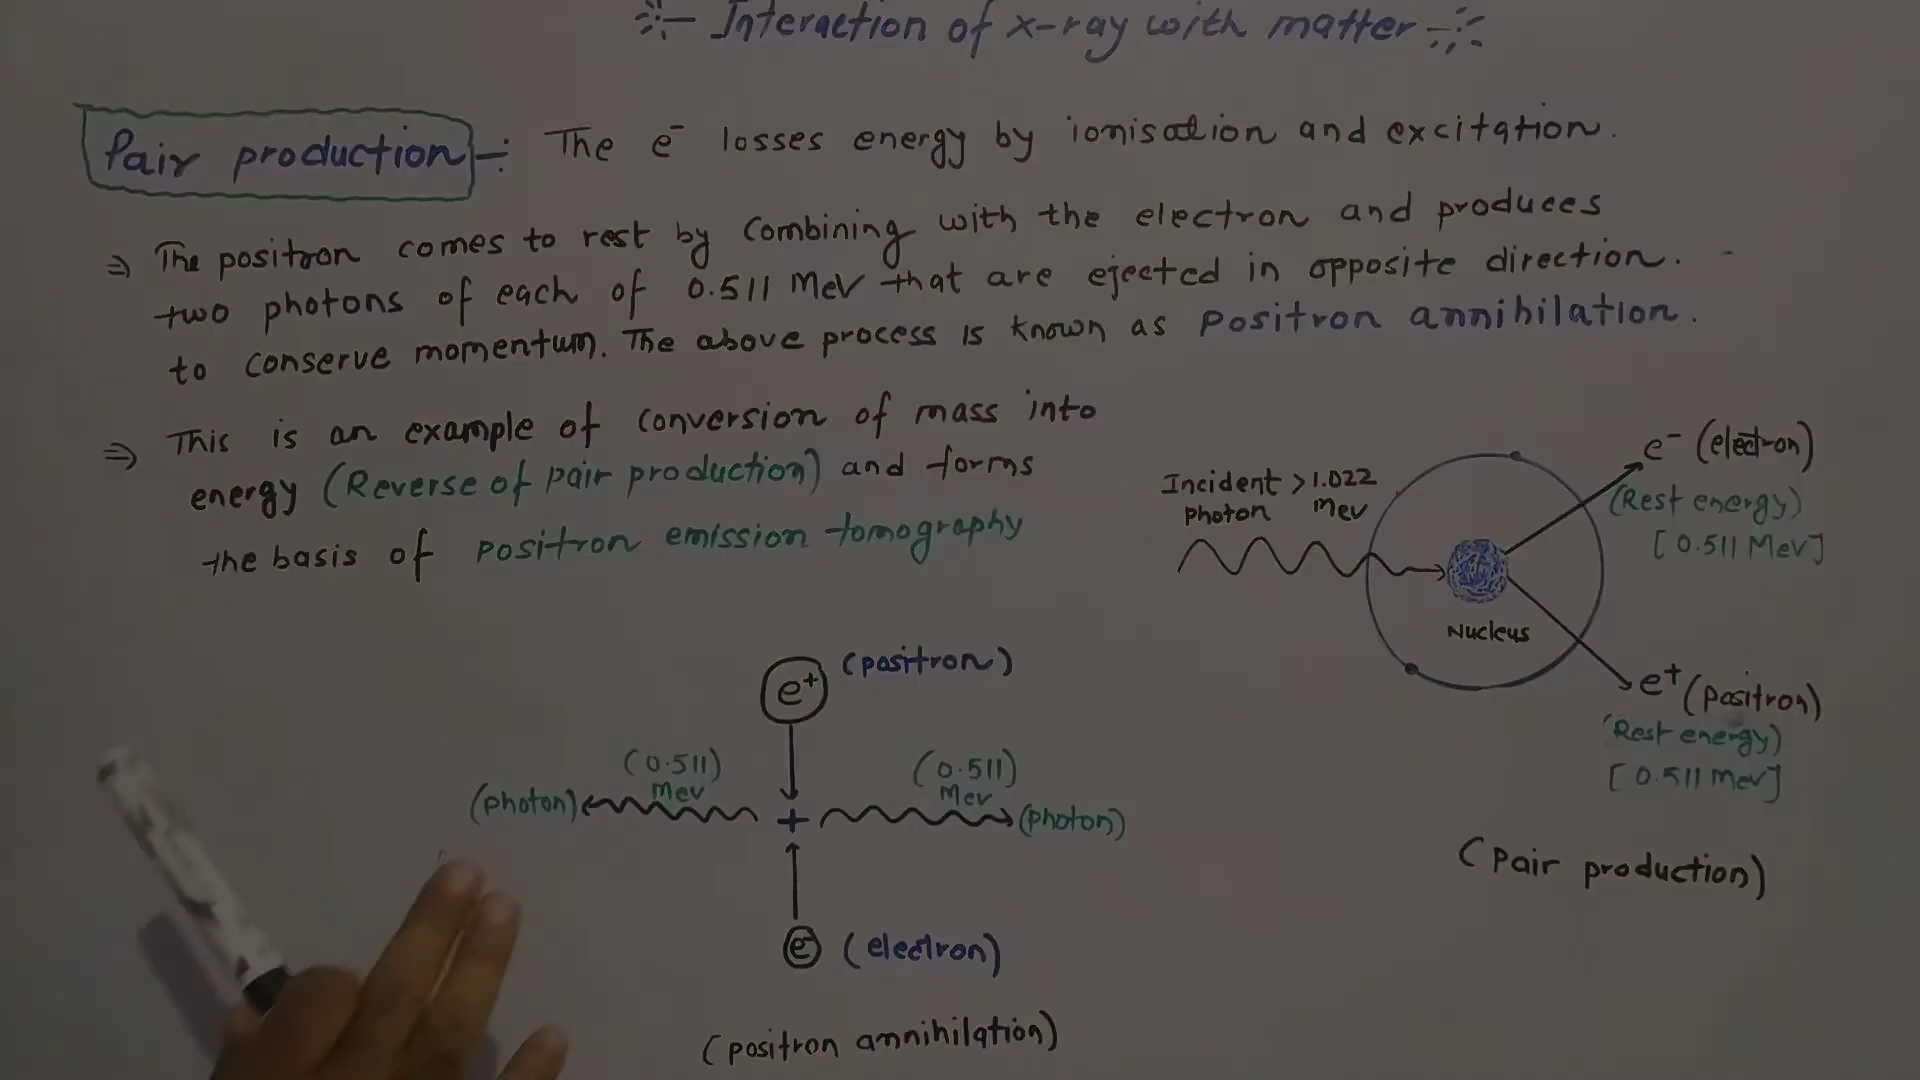 Interaction of x-ray with matter
Pair production -: The e⁻ losses energy by ionisation and excitation.
⇒ The positron comes to rest by combining with the electron and produces
two photons of each of 0.511 MeV that are ejected in opposite direction.
to conserve momentum. The above process is known as positron annihilation.
⇒ This is an example of conversion of mass into
energy (Reverse of pair production) and forms
the basis of positron emission tomography
Incident > 1.022
photon Mev
e⁻ (electron)
(Rest energy)
[0.511 MeV]
Nucleus
e⁺ (positron)
(Rest energy)
[0.511 MeV]
(Pair production)
e⁺ (positron)
(0.511) (0.511)
Mev Mev
(photon) + (photon)
e⁻ (electron)
(positron annihilation)